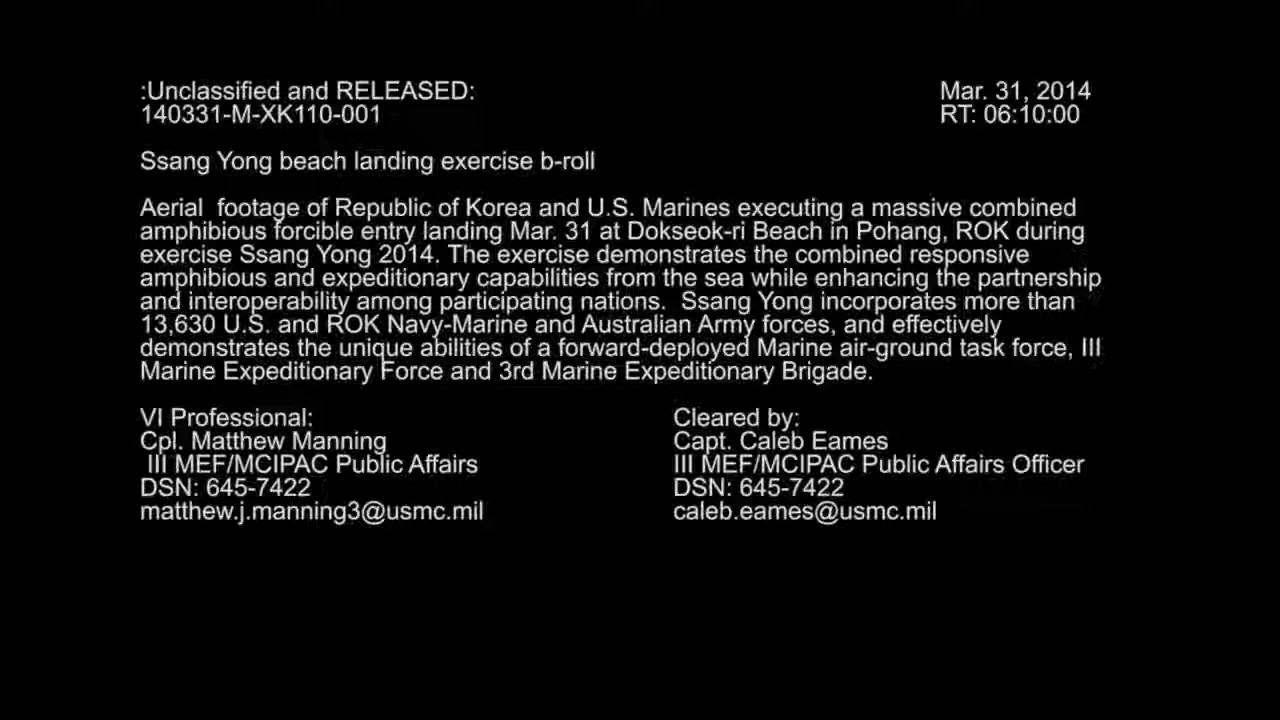 :Unclassified and RELEASED:
Mar. 31, 2014
140331-M-XK110-001
RT: 06:10:00
Ssang Yong beach landing exercise b-roll
Aerial  footage of Republic of Korea and U.S. Marines executing a massive combined
amphibious forcible entry landing Mar. 31 at Dokseok-ri Beach in Pohang, ROK during
exercise Ssang Yong 2014. The exercise demonstrates the combined responsive
amphibious and expeditionary capabilities from the sea while enhancing the partnership
and interoperability among participating nations.  Ssang Yong incorporates more than
13,630 U.S. and ROK Navy-Marine and Australian Army forces, and effectively
demonstrates the unique abilities of a forward-deployed Marine air-ground task force, III
Marine Expeditionary Force and 3rd Marine Expeditionary Brigade.
VI Professional:
Cpl. Matthew Manning
III MEF/MCIPAC Public Affairs
DSN: 645-7422
matthew.j.manning3@usmc.mil
Cleared by:
Capt. Caleb Eames
III MEF/MCIPAC Public Affairs Officer
DSN: 645-7422
caleb.eames@usmc.mil